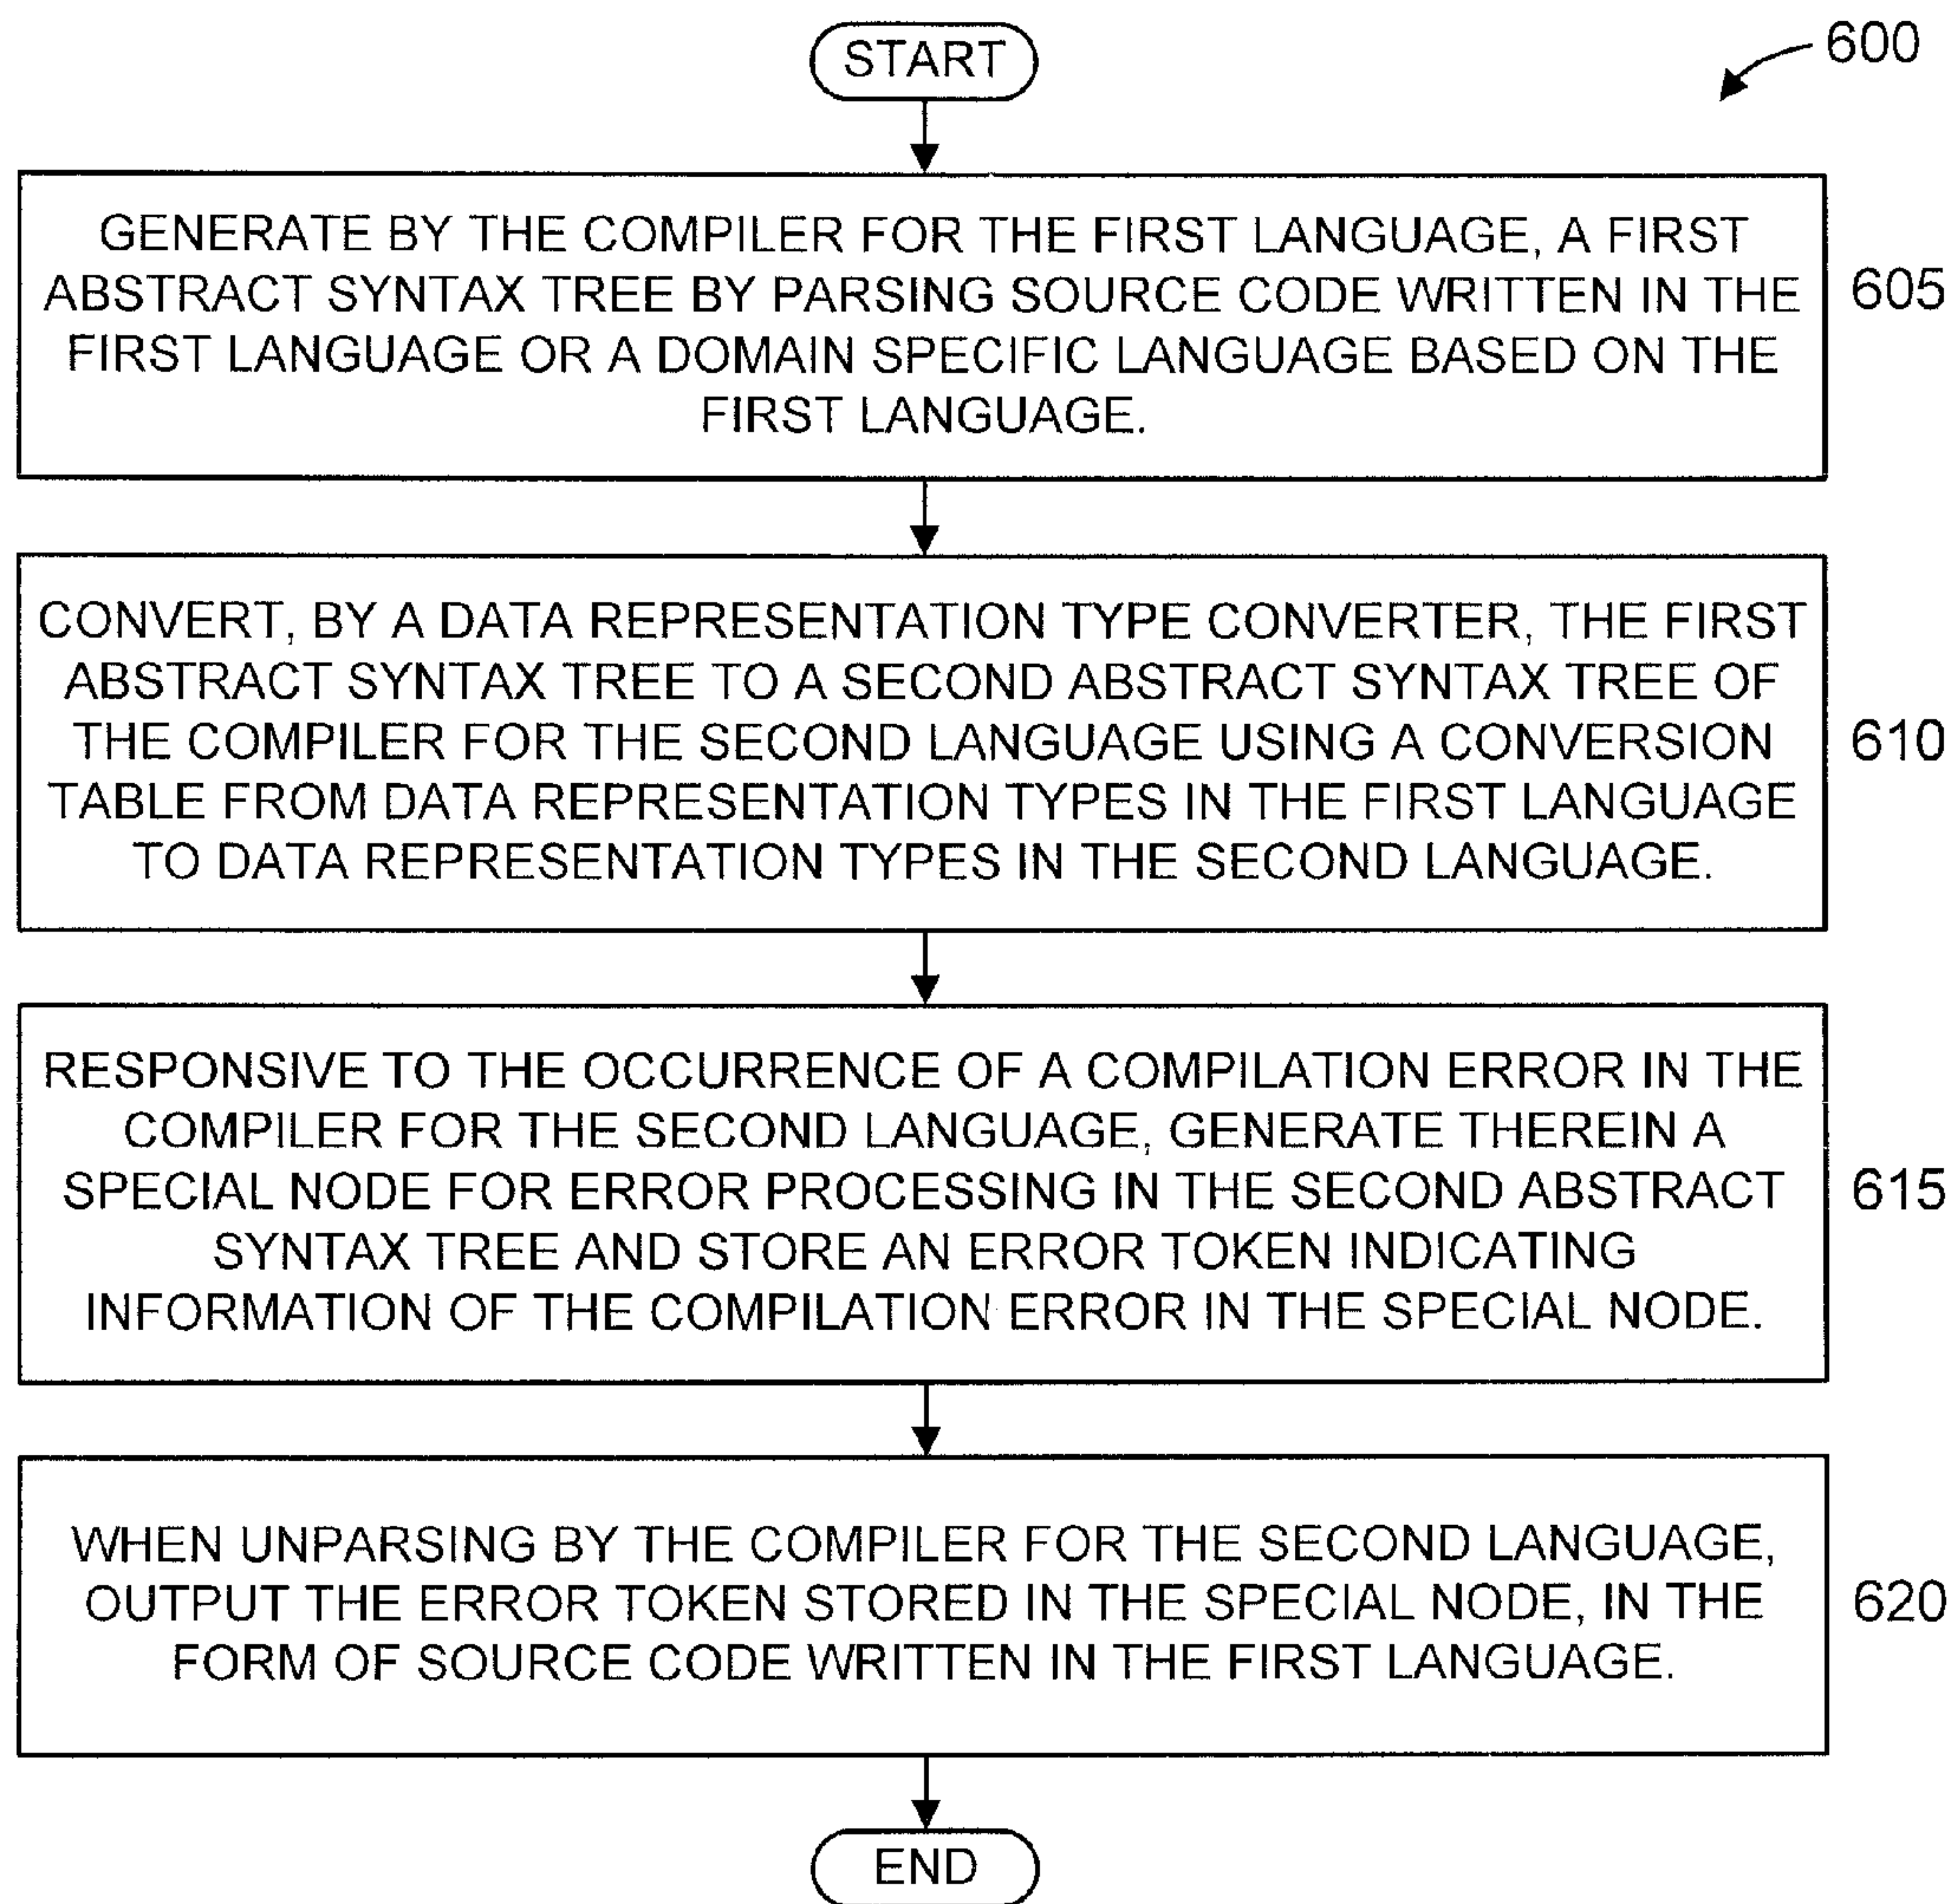 START
600
GENERATE BY THE COMPILER FOR THE FIRST LANGUAGE, A FIRST
ABSTRACT SYNTAX TREE BY PARSING SOURCE CODE WRITTEN IN THE
FIRST LANGUAGE OR A DOMAIN SPECIFIC LANGUAGE BASED ON THE
FIRST LANGUAGE.
605
CONVERT, BY A DATA REPRESENTATION TYPE CONVERTER, THE FIRST
ABSTRACT SYNTAX TREE TO A SECOND ABSTRACT SYNTAX TREE OF
THE COMPILER FOR THE SECOND LANGUAGE USING A CONVERSION
TABLE FROM DATA REPRESENTATION TYPES IN THE FIRST LANGUAGE
TO DATA REPRESENTATION TYPES IN THE SECOND LANGUAGE.
610
RESPONSIVE TO THE OCCURRENCE OF A COMPILATION ERROR IN THE
COMPILER FOR THE SECOND LANGUAGE, GENERATE THEREIN A
SPECIAL NODE FOR ERROR PROCESSING IN THE SECOND ABSTRACT
SYNTAX TREE AND STORE AN ERROR TOKEN INDICATING
INFORMATION OF THE COMPILATION ERROR IN THE SPECIAL NODE.
615
WHEN UNPARSING BY THE COMPILER FOR THE SECOND LANGUAGE,
OUTPUT THE ERROR TOKEN STORED IN THE SPECIAL NODE, IN THE
FORM OF SOURCE CODE WRITTEN IN THE FIRST LANGUAGE.
620
END